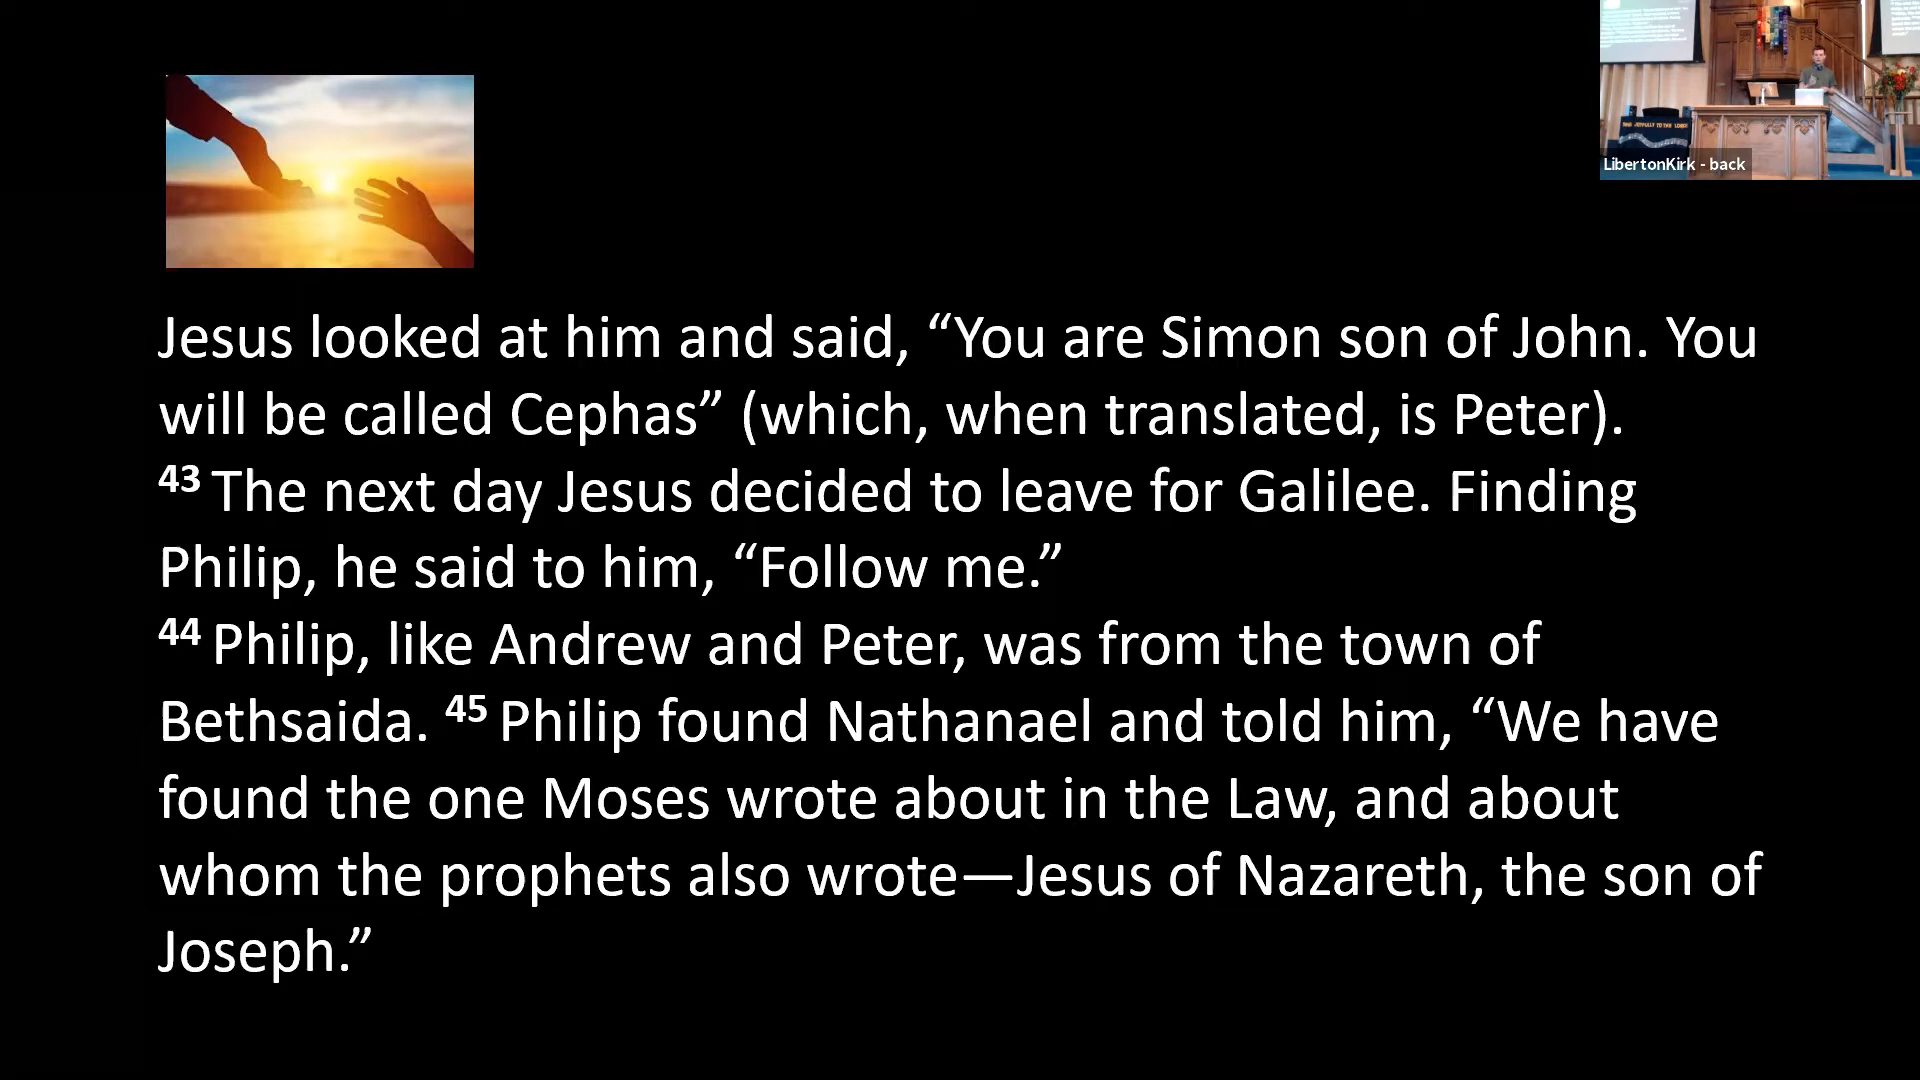 LibertonKirk - back
Jesus looked at him and said, “You are Simon son of John. You
will be called Cephas” (which, when translated, is Peter).
43 The next day Jesus decided to leave for Galilee. Finding
Philip, he said to him, “Follow me.”
44 Philip, like Andrew and Peter, was from the town of
Bethsaida. 45 Philip found Nathanael and told him, “We have
found the one Moses wrote about in the Law, and about
whom the prophets also wrote—Jesus of Nazareth, the son of
Joseph.”